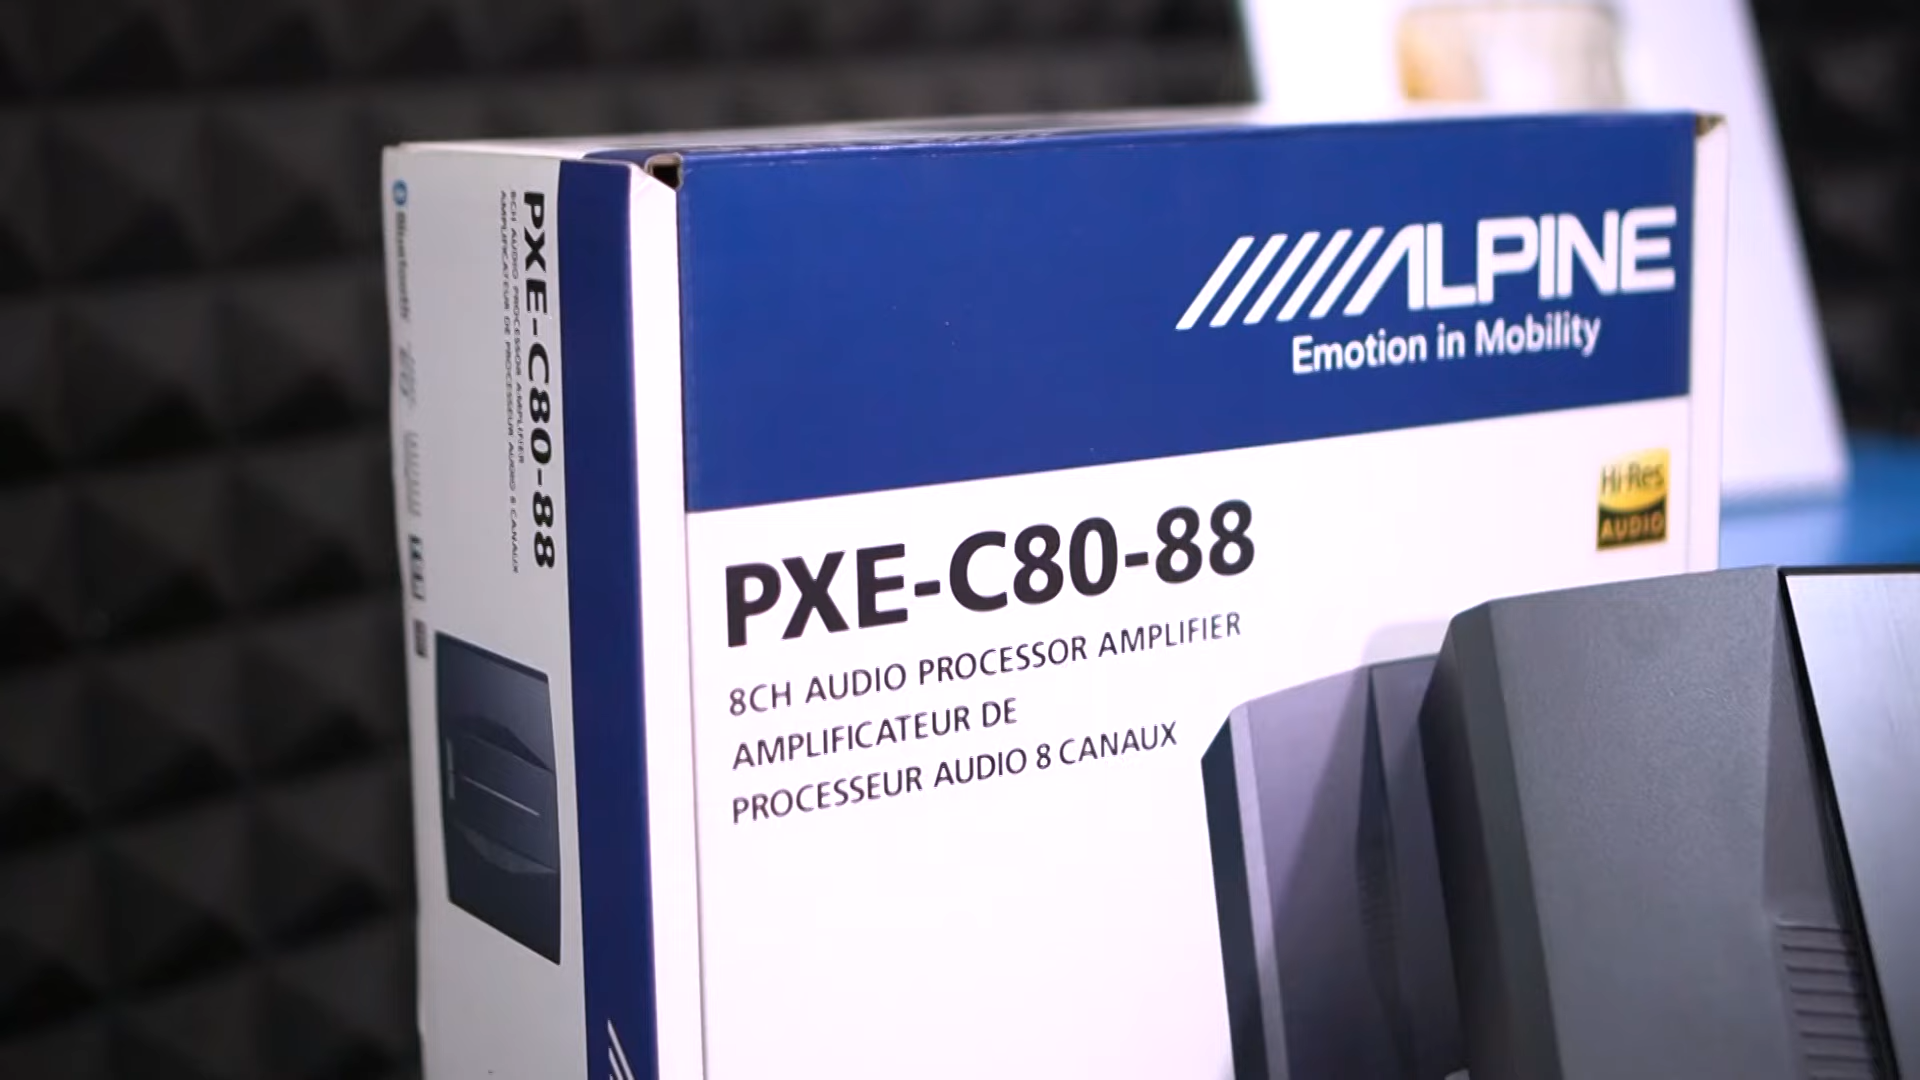 ALPINE
Emotion in Mobility
Hi-Res
AUDIO
PXE-C80-88
8CH AUDIO PROCESSOR AMPLIFIER
AMPLIFICATEUR DE
PROCESSEUR AUDIO 8 CANAUX
PXE-C80-88
8CH AUDIO PROCESSOR AMPLIFIER
AMPLIFICATEUR DE PROCESSEUR AUDIO 8 CANAUX
Bluetooth